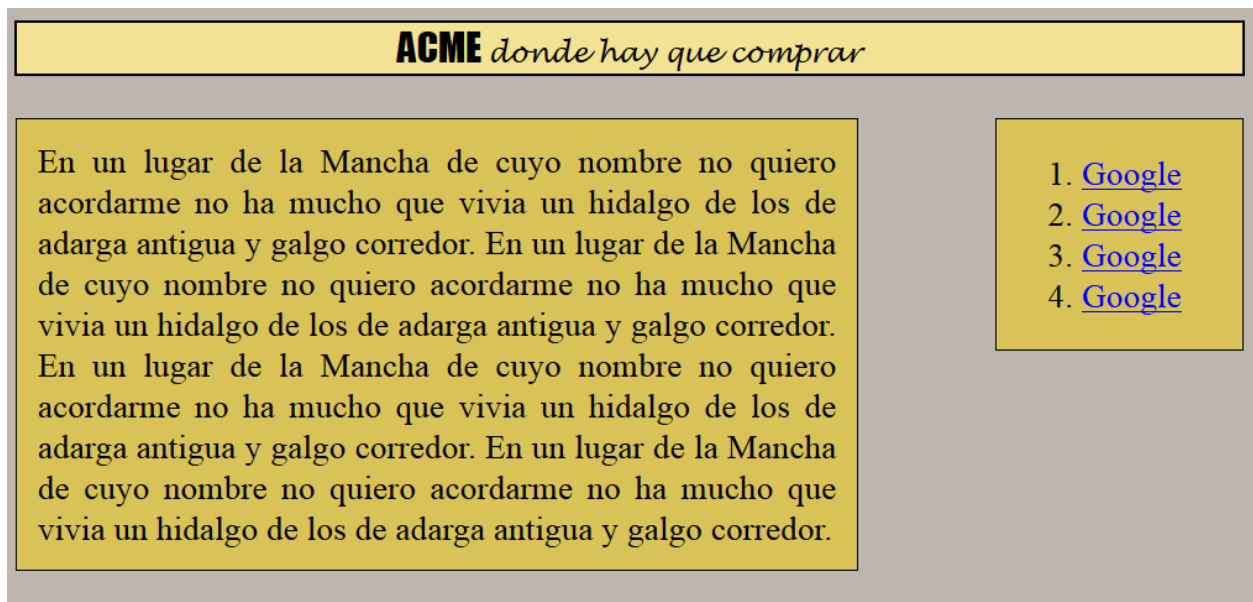 ACME donde hay que comprar
En un lugar de la Mancha de cuyo nombre no quiero
acordarme no ha mucho que vivia un hidalgo de los de
adarga antigua y galgo corredor. En un lugar de la Mancha
de cuyo nombre no quiero acordarme no ha mucho que
vivia un hidalgo de los de adarga antigua y galgo corredor.
En un lugar de la Mancha de cuyo nombre no quiero
acordarme no ha mucho que vivia un hidalgo de los de
adarga antigua y galgo corredor. En un lugar de la Mancha
de cuyo nombre no quiero acordarme no ha mucho que
vivia un hidalgo de los de adarga antigua y galgo corredor.
1. Google
2. Google
3. Google
4. Google